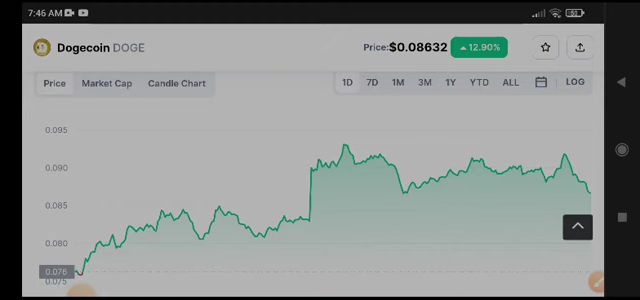 7:46 AM
Dogecoin DOGE
Price:$0.08632
12.90%
Price Market Cap Candle Chart
1D 7D 1M 3M 1Y YTD ALL LOG
0.095
0.090
0.085
0.080
0.076
0.075